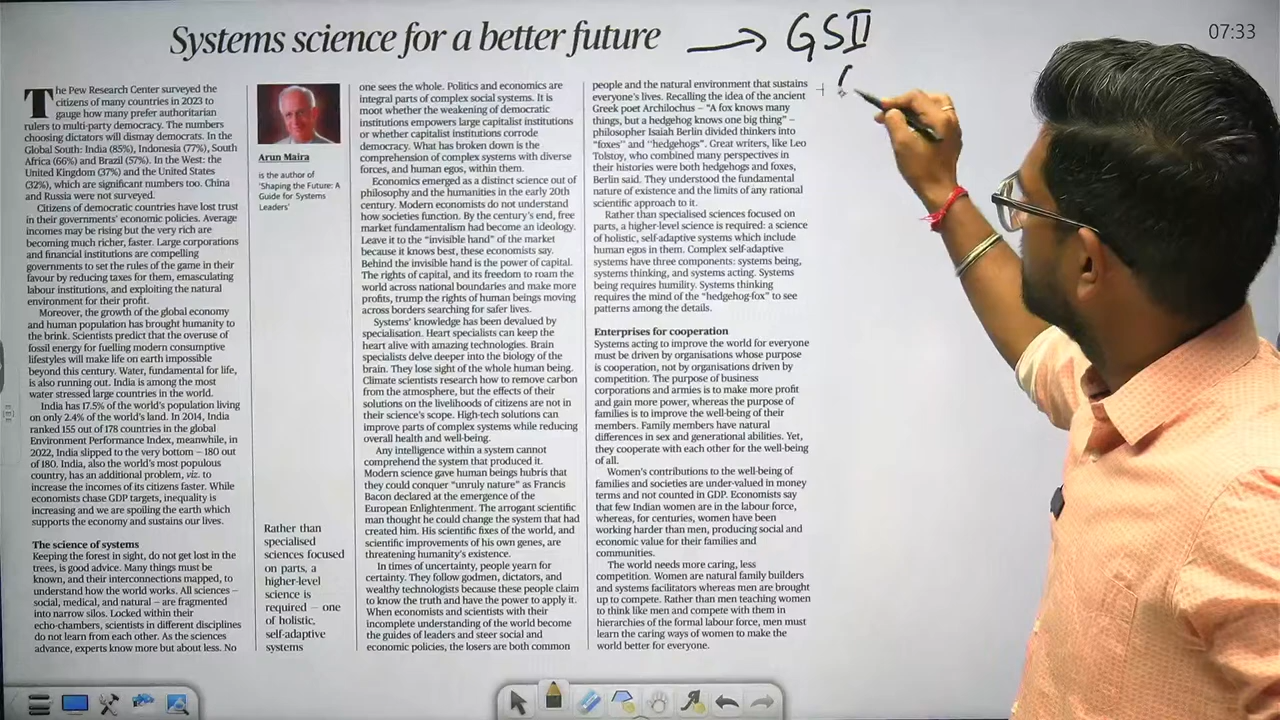 Systems science for a better future → GS II
07:33
The Pew Research Center surveyed the
citizens of many countries in 2023 to
gauge how many prefer authoritarian
rulers to multi-party democracy. The numbers
choosing dictators will dismay democrats. In the
Global South: India (85%), Indonesia (77%), South
Africa (66%) and Brazil (57%). In the West: the
United Kingdom (37%) and the United States
(32%), which are significant numbers too. China
and Russia were not surveyed.
Citizens of democratic countries have lost trust
in their governments' economic policies. Average
incomes may be rising but the very rich are
becoming much richer, faster. Large corporations
and financial institutions are compelling
governments to set the rules of the game in their
favour by reducing taxes for them, emasculating
labour institutions, and exploiting the natural
environment for their profit.
Moreover, the growth of the global economy
and human population has brought humanity to
the brink. Scientists predict that the overuse of
fossil energy for fuelling modern consumptive
lifestyles will make life on earth impossible
beyond this century. Water, fundamental for life,
is also running out. India is among the most
water stressed large countries in the world.
India has 17.5% of the world's population living
on only 2.4% of the world's land. In 2014, India
ranked 155 out of 178 countries in the global
Environment Performance Index, meanwhile, in
2022, India slipped to the very bottom — 180 out
of 180. India, also the world's most populous
country, has an additional problem, viz. to
increase the incomes of its citizens faster. While
economists chase GDP targets, inequality is
increasing and we are spoiling the earth which
supports the economy and sustains our lives.
The science of systems
Keeping the forest in sight, do not get lost in the
trees, is good advice. Many things must be
known, and their interconnections mapped, to
understand how the world works. All sciences —
social, medical, and natural — are fragmented
into narrow silos. Locked within their
echo-chambers, scientists in different disciplines
do not learn from each other. As the sciences
advance, experts know more but about less. No
Arun Maira
is the author of
'Shaping the Future: A
Guide for Systems
Leaders'
Rather than
specialised
sciences focused
on parts, a
higher-level
science is
required — one
of holistic,
self-adaptive
systems
one sees the whole. Politics and economics are
integral parts of complex social systems. It is
moot whether the weakening of democratic
institutions empowers large capitalist institutions
or whether capitalist institutions corrode
democracy. What has broken down is the
comprehension of complex systems with diverse
forces, and human egos, within them.
Economics emerged as a distinct science out of
philosophy and the humanities in the early 20th
century. Modern economists do not understand
how societies function. By the century's end, free
market fundamentalism had become an ideology.
Leave it to the "invisible hand" of the market
because it knows best, these economists say.
Behind the invisible hand is the power of capital.
The rights of capital, and its freedom to roam the
world across national boundaries and make more
profits, trump the rights of human beings moving
across borders searching for safer lives.
Systems' knowledge has been devalued by
specialisation. Heart specialists can keep the
heart alive with amazing technologies. Brain
specialists delve deeper into the biology of the
brain. They lose sight of the whole human being.
Climate scientists research how to remove carbon
from the atmosphere, but the effects of their
solutions on the livelihoods of citizens are not in
their science's scope. High-tech solutions can
improve parts of complex systems while reducing
overall health and well-being.
Any intelligence within a system cannot
comprehend the system that produced it.
Modern science gave human beings hubris that
they could conquer "unruly nature" as Francis
Bacon declared at the emergence of the
European Enlightenment. The arrogant scientific
man thought he could change the system that had
created him. His scientific fixes of the world, and
scientific improvements of his own genes, are
threatening humanity's existence.
In times of uncertainty, people yearn for
certainty. They follow godmen, dictators, and
wealthy technologists because these people claim
to know the truth and have the power to apply it.
When economists and scientists with their
incomplete understanding of the world become
the guides of leaders and steer social and
economic policies, the losers are both common
people and the natural environment that sustains
everyone's lives. Recalling the idea of the ancient
Greek poet Archilochus — "A fox knows many
things, but a hedgehog knows one big thing" —
philosopher Isaiah Berlin divided thinkers into
"foxes" and "hedgehogs". Great writers, like Leo
Tolstoy, who combined many perspectives in
their histories were both hedgehogs and foxes,
Berlin said. They understood the fundamental
nature of existence and the limits of any rational
scientific approach to it.
Rather than specialised sciences focused on
parts, a higher-level science is required: a science
of holistic, self-adaptive systems which include
human egos in them. Complex self-adaptive
systems have three components: systems being,
systems thinking, and systems acting. Systems
being requires humility. Systems thinking
requires the mind of the "hedgehog-fox" to see
patterns among the details.
Enterprises for cooperation
Systems acting to improve the world for everyone
must be driven by organisations whose purpose
is cooperation, not by organisations driven by
competition. The purpose of business
corporations and armies is to make more profit
and gain more power, whereas the purpose of
families is to improve the well-being of their
members. Family members have natural
differences in sex and generational abilities. Yet,
they cooperate with each other for the well-being
of all.
Women's contributions to the well-being of
families and societies are under-valued in money
terms and not counted in GDP. Economists say
that few Indian women are in the labour force,
whereas, for centuries, women have been
working harder than men, producing social and
economic value for their families and
communities.
The world needs more caring, less
competition. Women are natural family builders
and systems facilitators whereas men are brought
up to compete. Rather than men teaching women
to think like men and compete with them in
hierarchies of the formal labour force, men must
learn the caring ways of women to make the
world better for everyone.